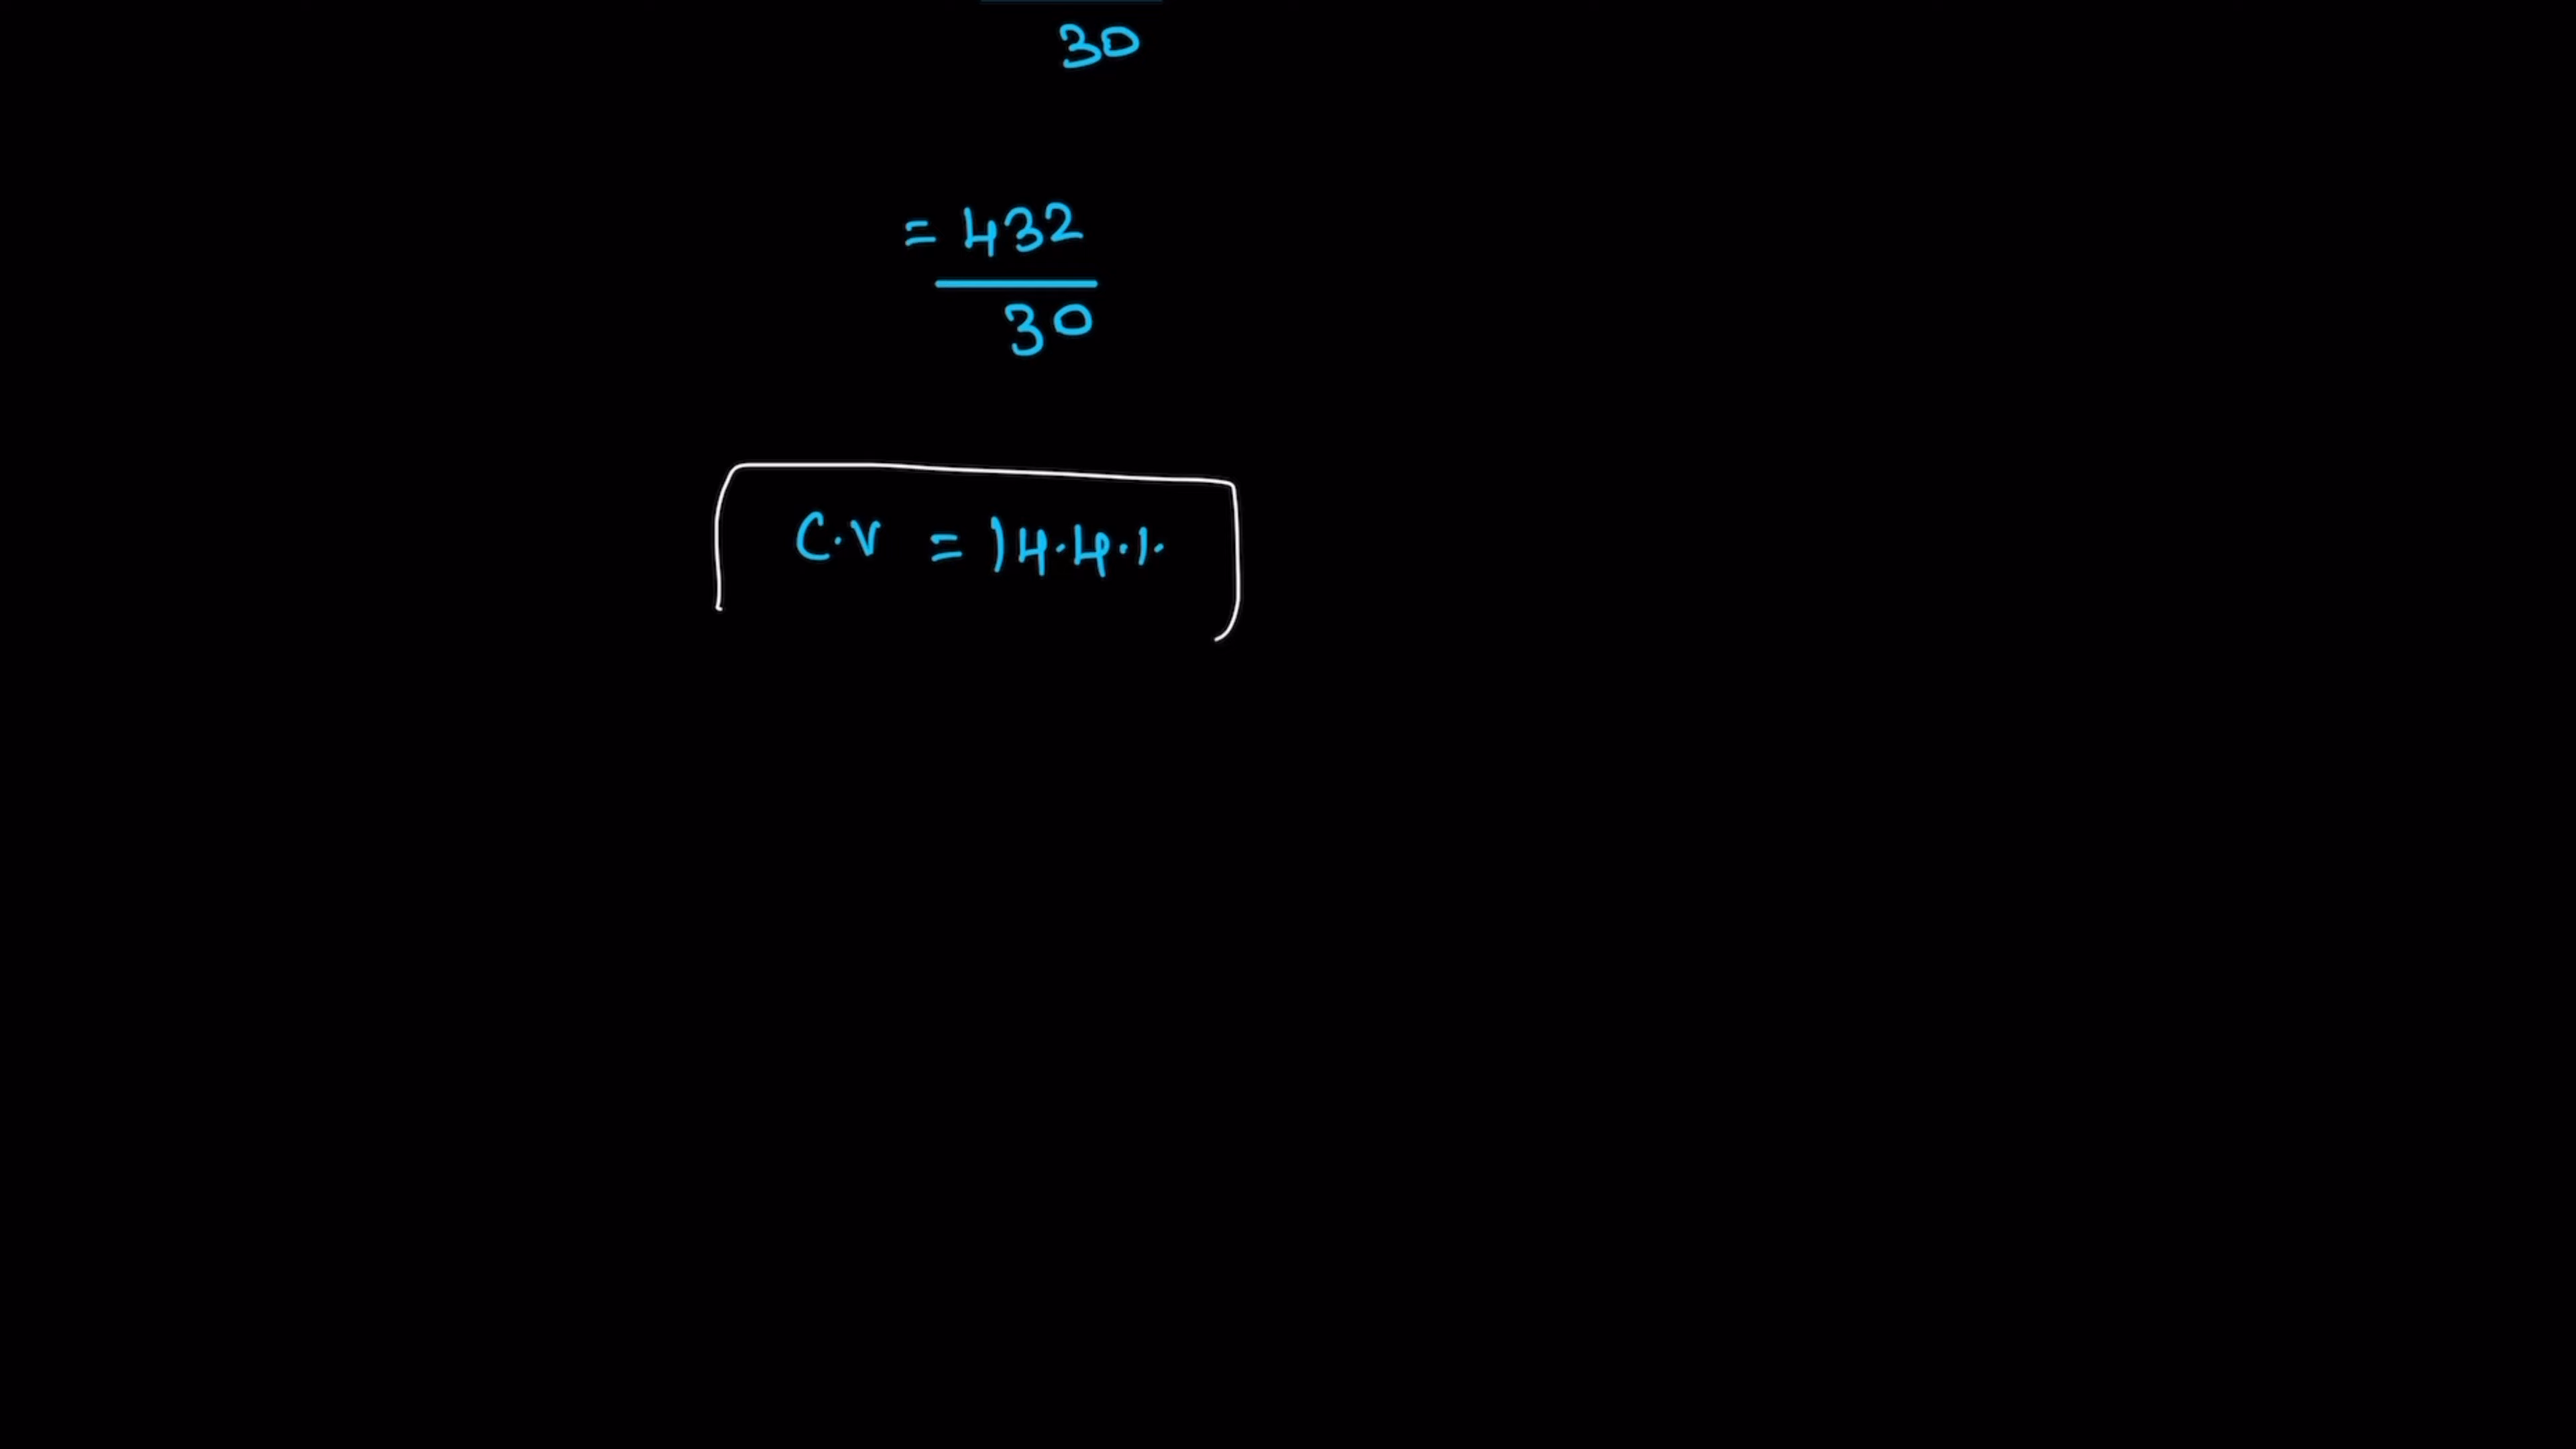 30
= 432
30
C.V = 14.4%